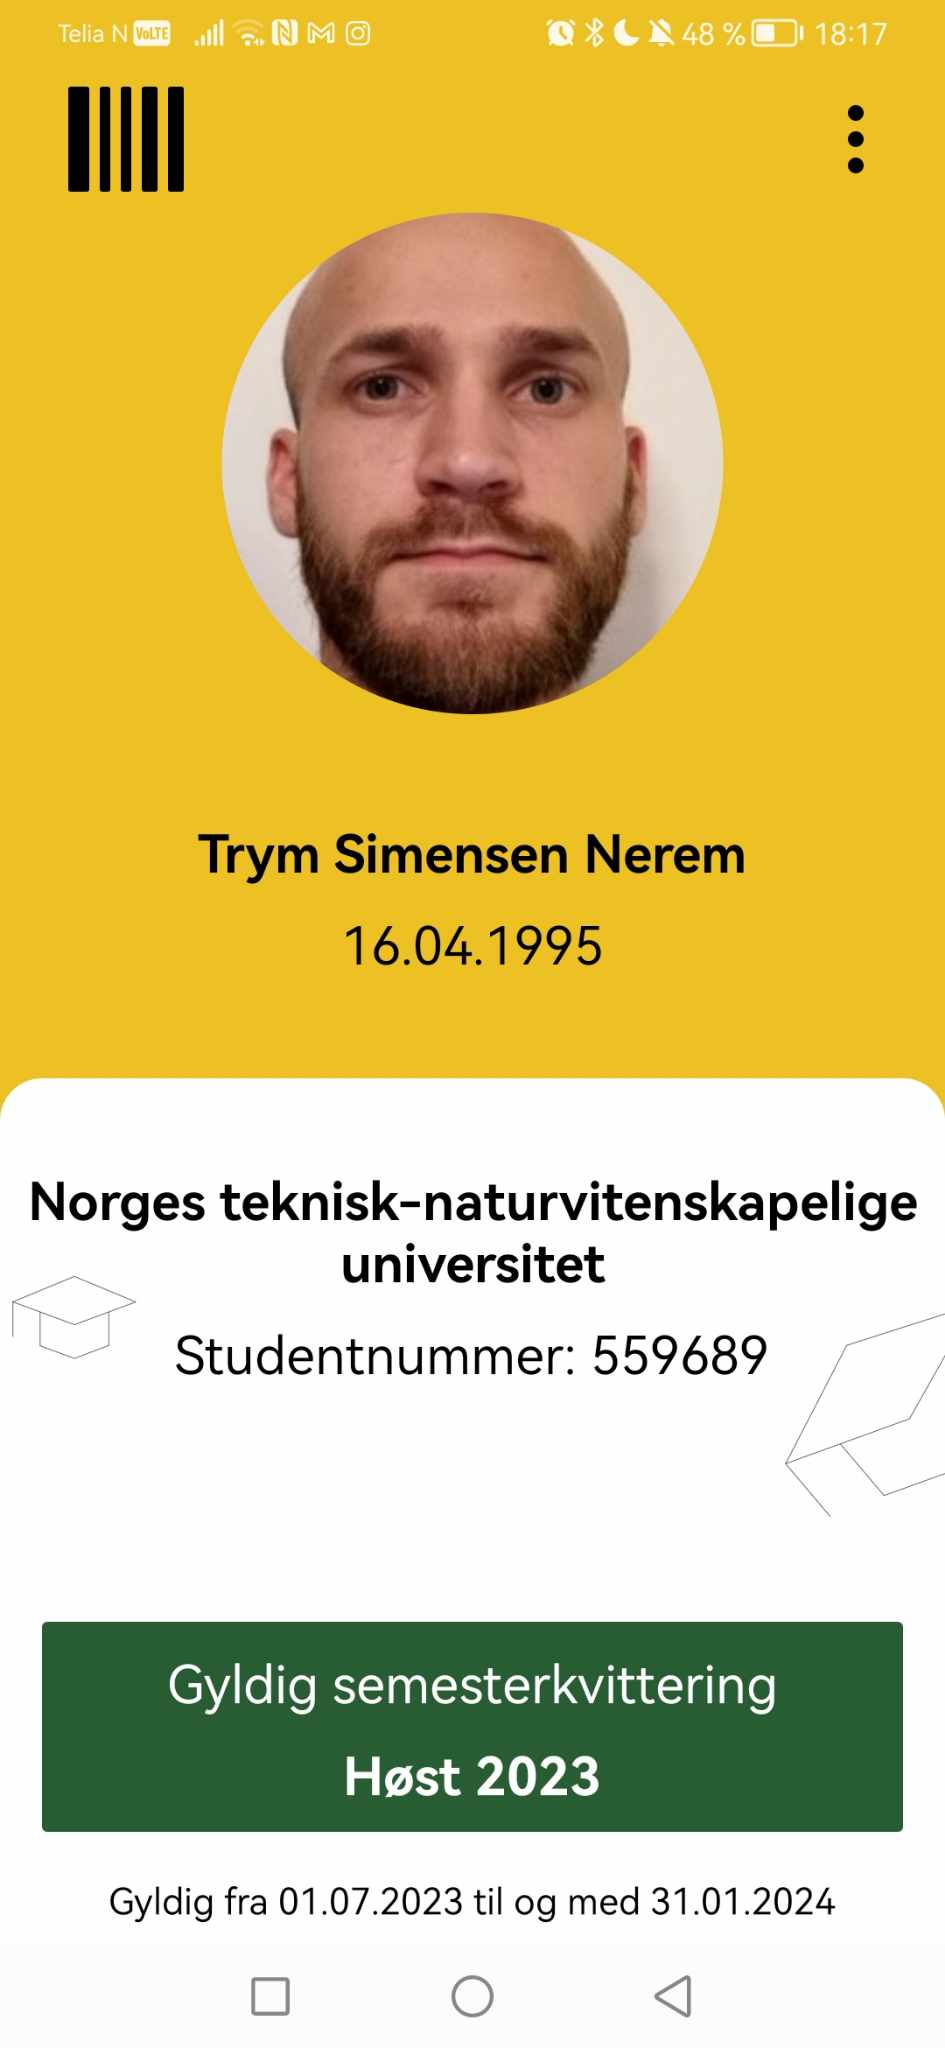 Telia N VoLTE 48 % 18:17
Trym Simensen Nerem
16.04.1995
Norges teknisk-naturvitenskapelige
universitet
Studentnummer: 559689
Gyldig semesterkvittering
Høst 2023
Gyldig fra 01.07.2023 til og med 31.01.2024